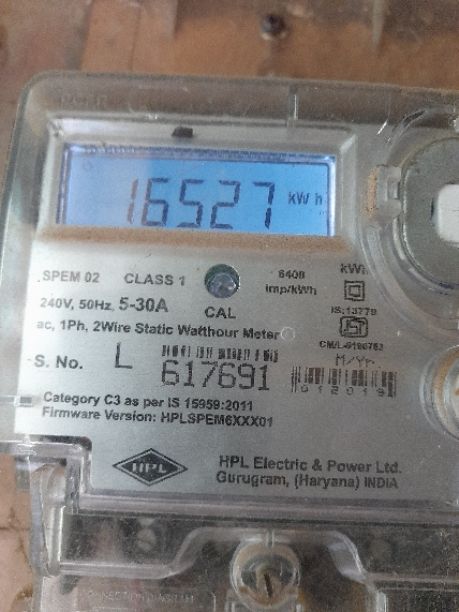 16527 kWh
SPEM 02 CLASS 1
6400 imp/kWh
kWh
240V, 50Hz, 5-30A
CAL
IS:13779
ac, 1Ph, 2Wire Static Watthour Meter
S. No. L 617691
M/Yr.
012019
Category C3 as per IS 15959:2011
Firmware Version: HPLSPEM6XXX01
HPL
HPL Electric & Power Ltd.
Gurugram, (Haryana) INDIA